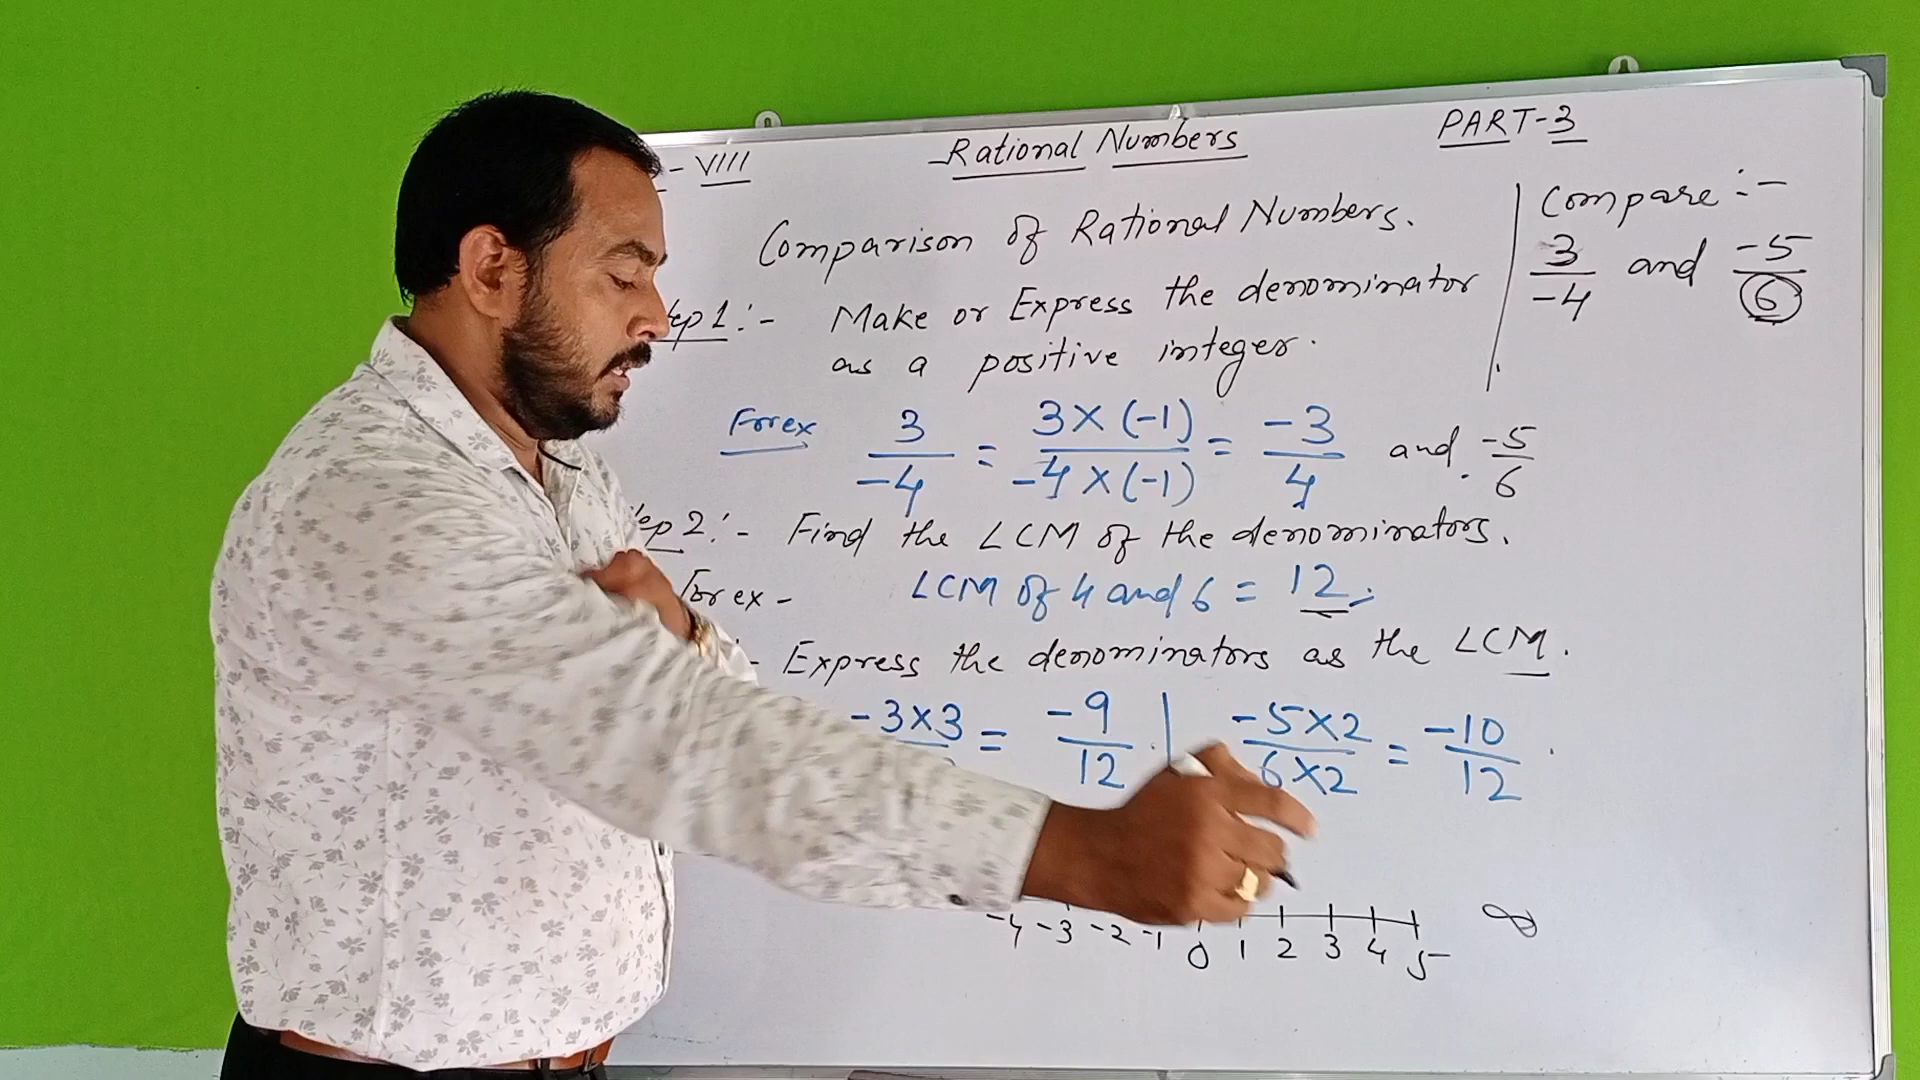 - VIII
Rational Numbers
PART-3
Comparison of Rational Numbers.
Compare :-
3/-4 and -5/6
ep 1 :- Make or Express the denominator
as a positive integer.
For ex 3/-4 = 3×(-1)/-4×(-1) = -3/4 and -5/6
ep 2 :- Find the LCM of the denominators.
For ex - LCM of 4 and 6 = 12
- Express the denominators as the LCM.
-3×3 = -9/12 | -5×2/6×2 = -10/12
-4 -3 -2 -1 0 1 2 3 4 5